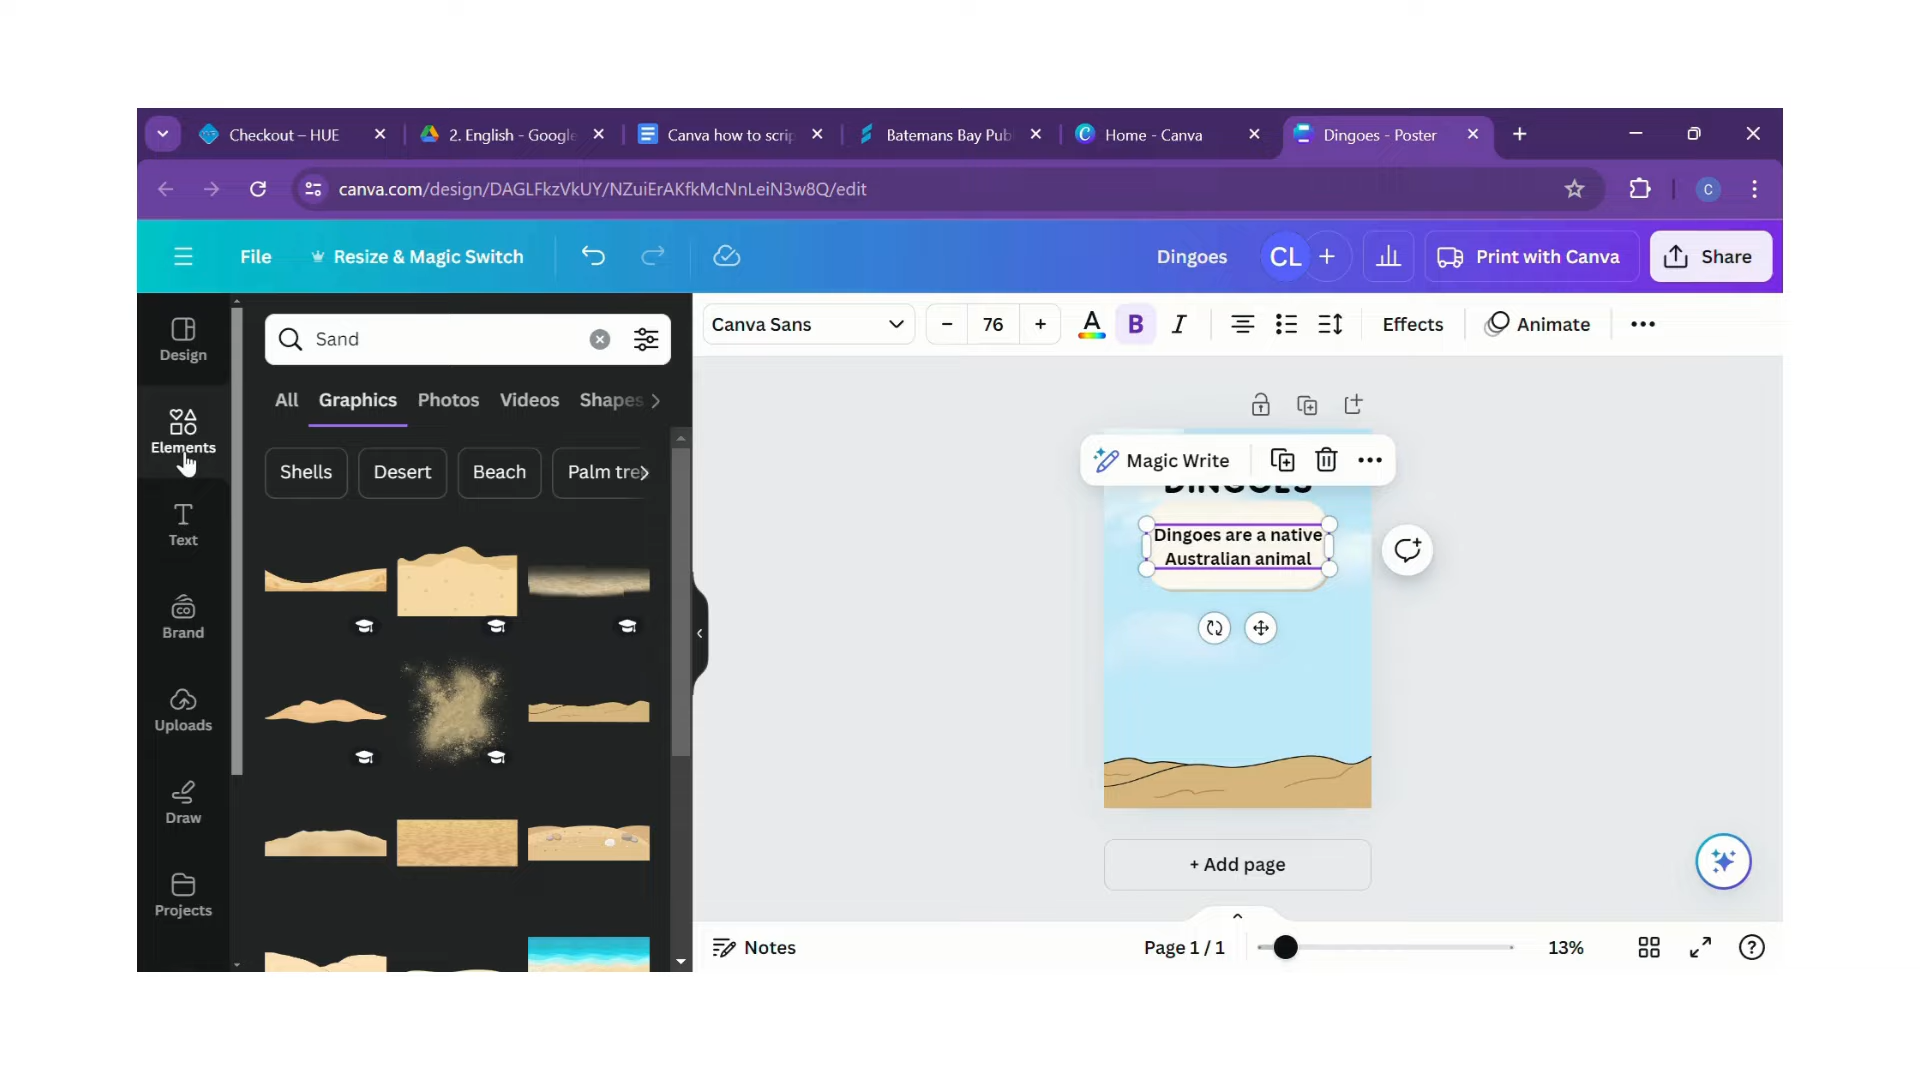 Checkout – HUE
2. English - Google
Canva how to scrip
Batemans Bay Pub
Home - Canva
Dingoes - Poster
canva.com/design/DAGLFkzVkUY/NZuiErAKfkMcNnLeiN3w8Q/edit
C
File
Resize & Magic Switch
Dingoes
CL
Print with Canva
Share
Design
Elements
Text
Brand
Uploads
Draw
Projects
Sand
All
Graphics
Photos
Videos
Shapes
Shells
Desert
Beach
Palm tre
Canva Sans
– 76 +
A
B
I
Effects
Animate
Magic Write
DINGOES
Dingoes are a native
Australian animal
+ Add page
Notes
Page 1 / 1
13%